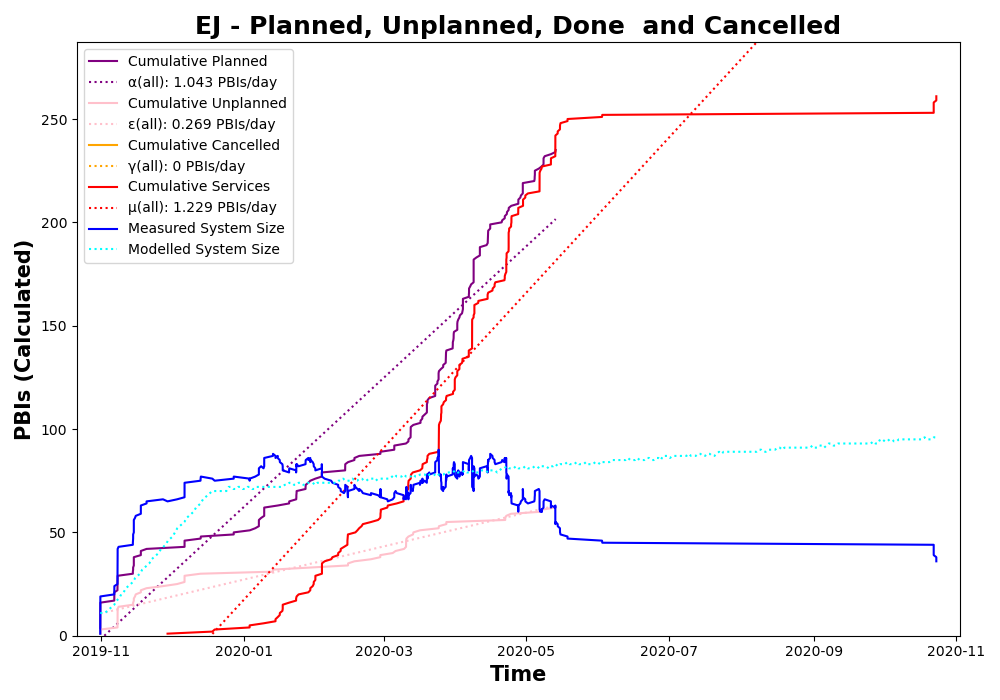 EJ - Planned, Unplanned, Done  and Cancelled
Cumulative Planned
α(all): 1.043 PBIs/day
Cumulative Unplanned
ε(all): 0.269 PBIs/day
Cumulative Cancelled
γ(all): 0 PBIs/day
Cumulative Services
μ(all): 1.229 PBIs/day
Measured System Size
Modelled System Size
PBIs (Calculated)
250
200
150
100
50
0
2019-11 2020-01 2020-03 2020-05 2020-07 2020-09 2020-11
Time